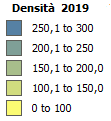 Densità 2019
250,1 to 300
200,1 to 250
150,1 to 200,0
100,1 to 150,0
0 to 100